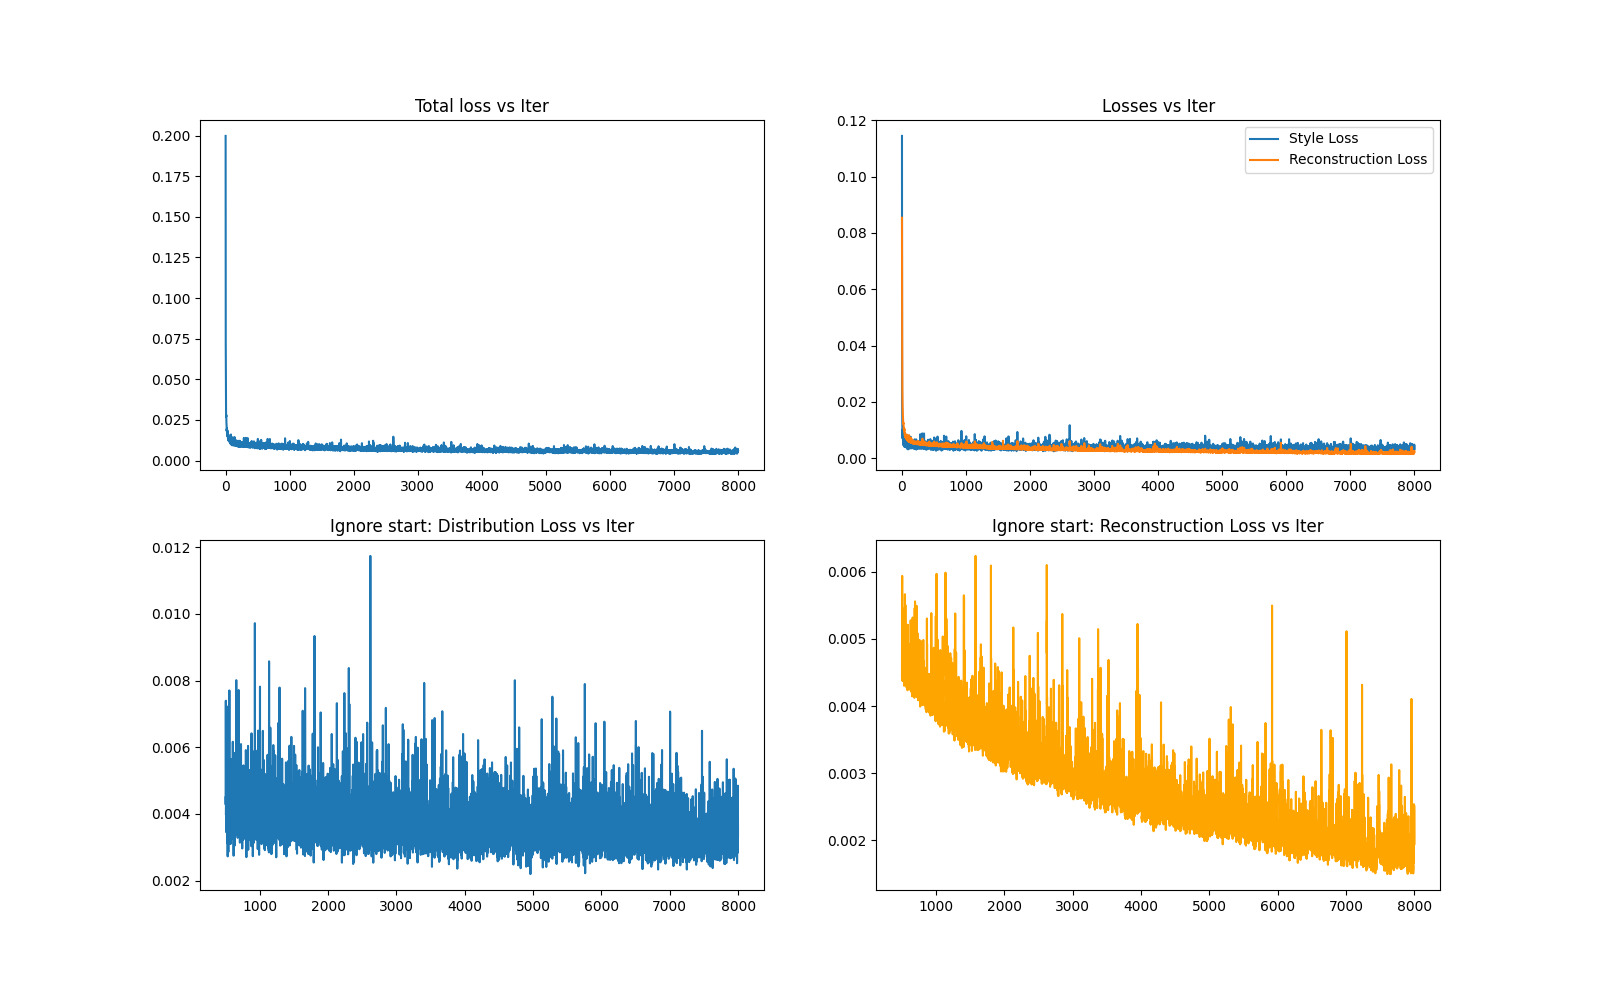 Total loss vs Iter
0.200
0.175
0.150
0.125
0.100
0.075
0.050
0.025
0.000
0 1000 2000 3000 4000 5000 6000 7000 8000
Losses vs Iter
0.12
0.10
0.08
0.06
0.04
0.02
0.00
Style Loss
Reconstruction Loss
0 1000 2000 3000 4000 5000 6000 7000 8000
Ignore start: Distribution Loss vs Iter
0.012
0.010
0.008
0.006
0.004
0.002
1000 2000 3000 4000 5000 6000 7000 8000
Ignore start: Reconstruction Loss vs Iter
0.006
0.005
0.004
0.003
0.002
1000 2000 3000 4000 5000 6000 7000 8000